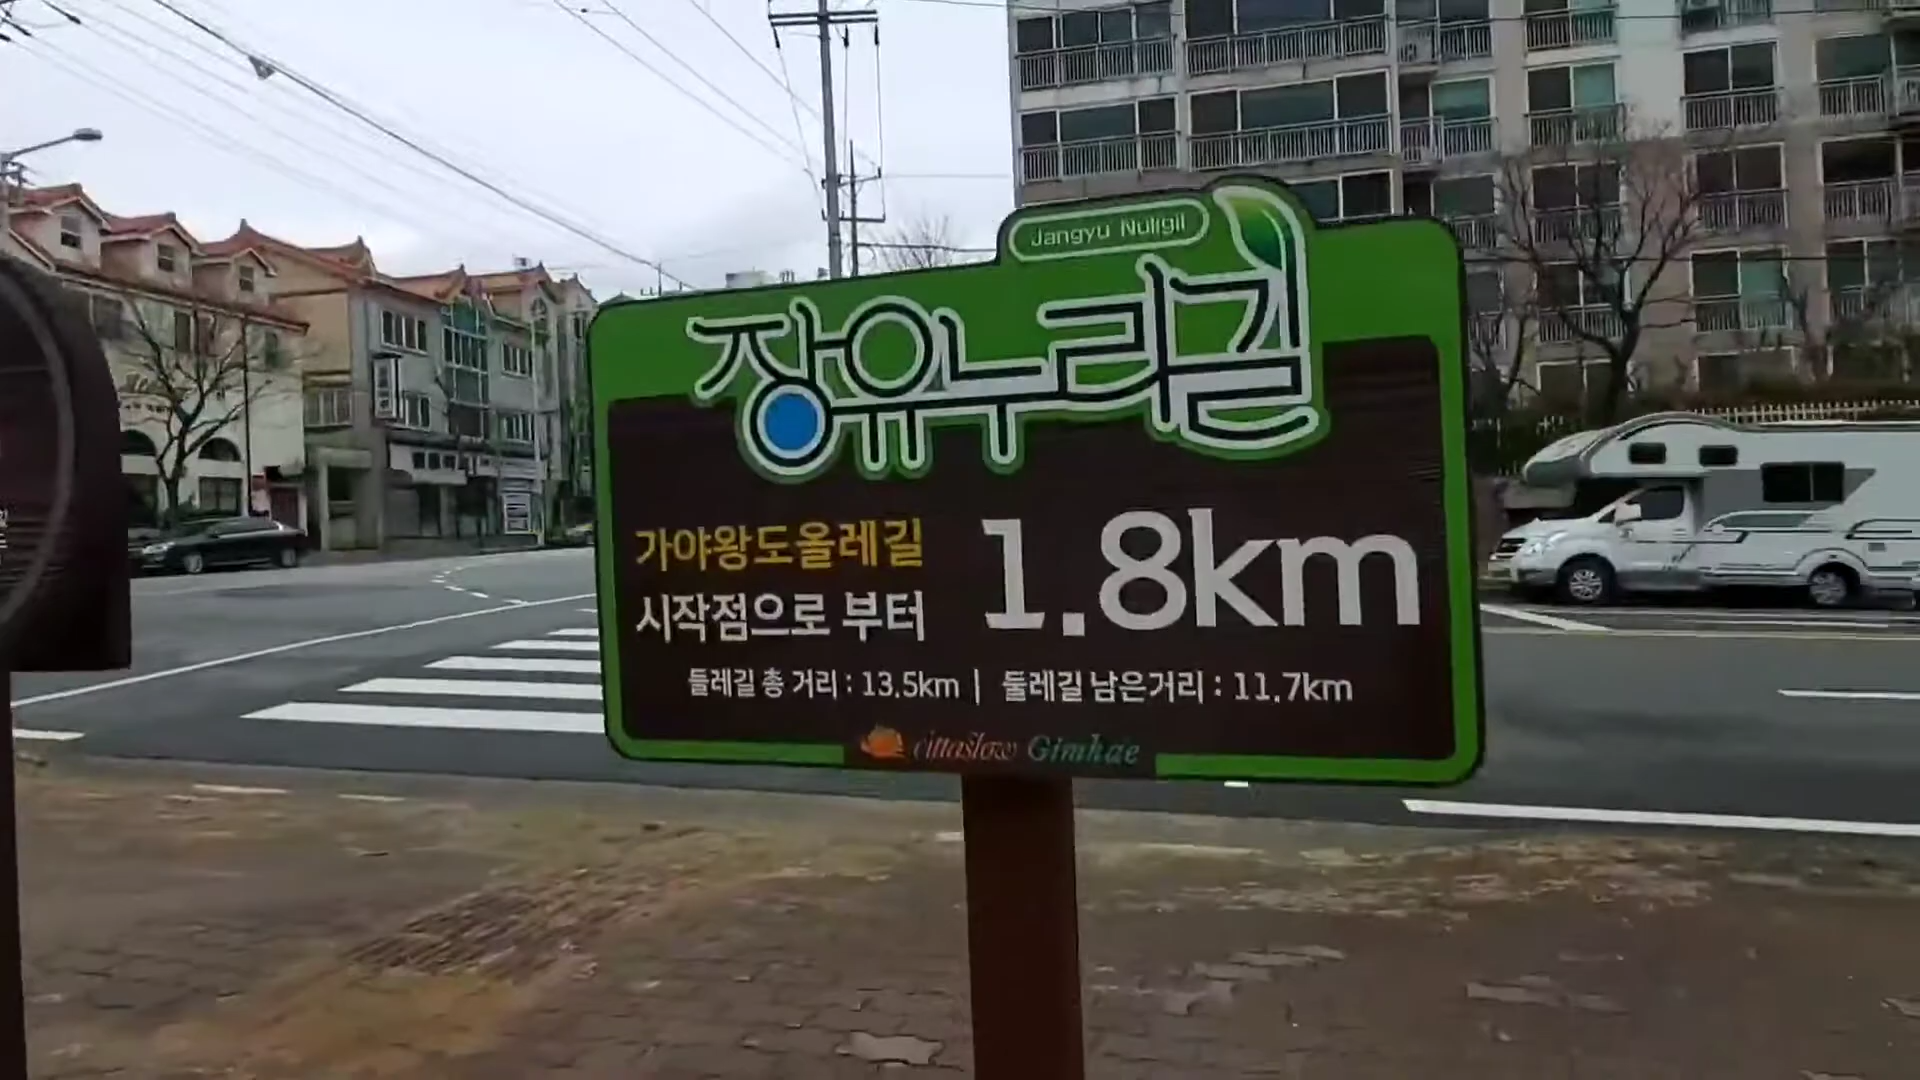 Jangyu Nulrigil
장유누리길
가야왕도올레길
시작점으로 부터
1.8km
들레길 총 거리 : 13.5km | 둘레길 남은거리 : 11.7km
cittaslow Gimhae